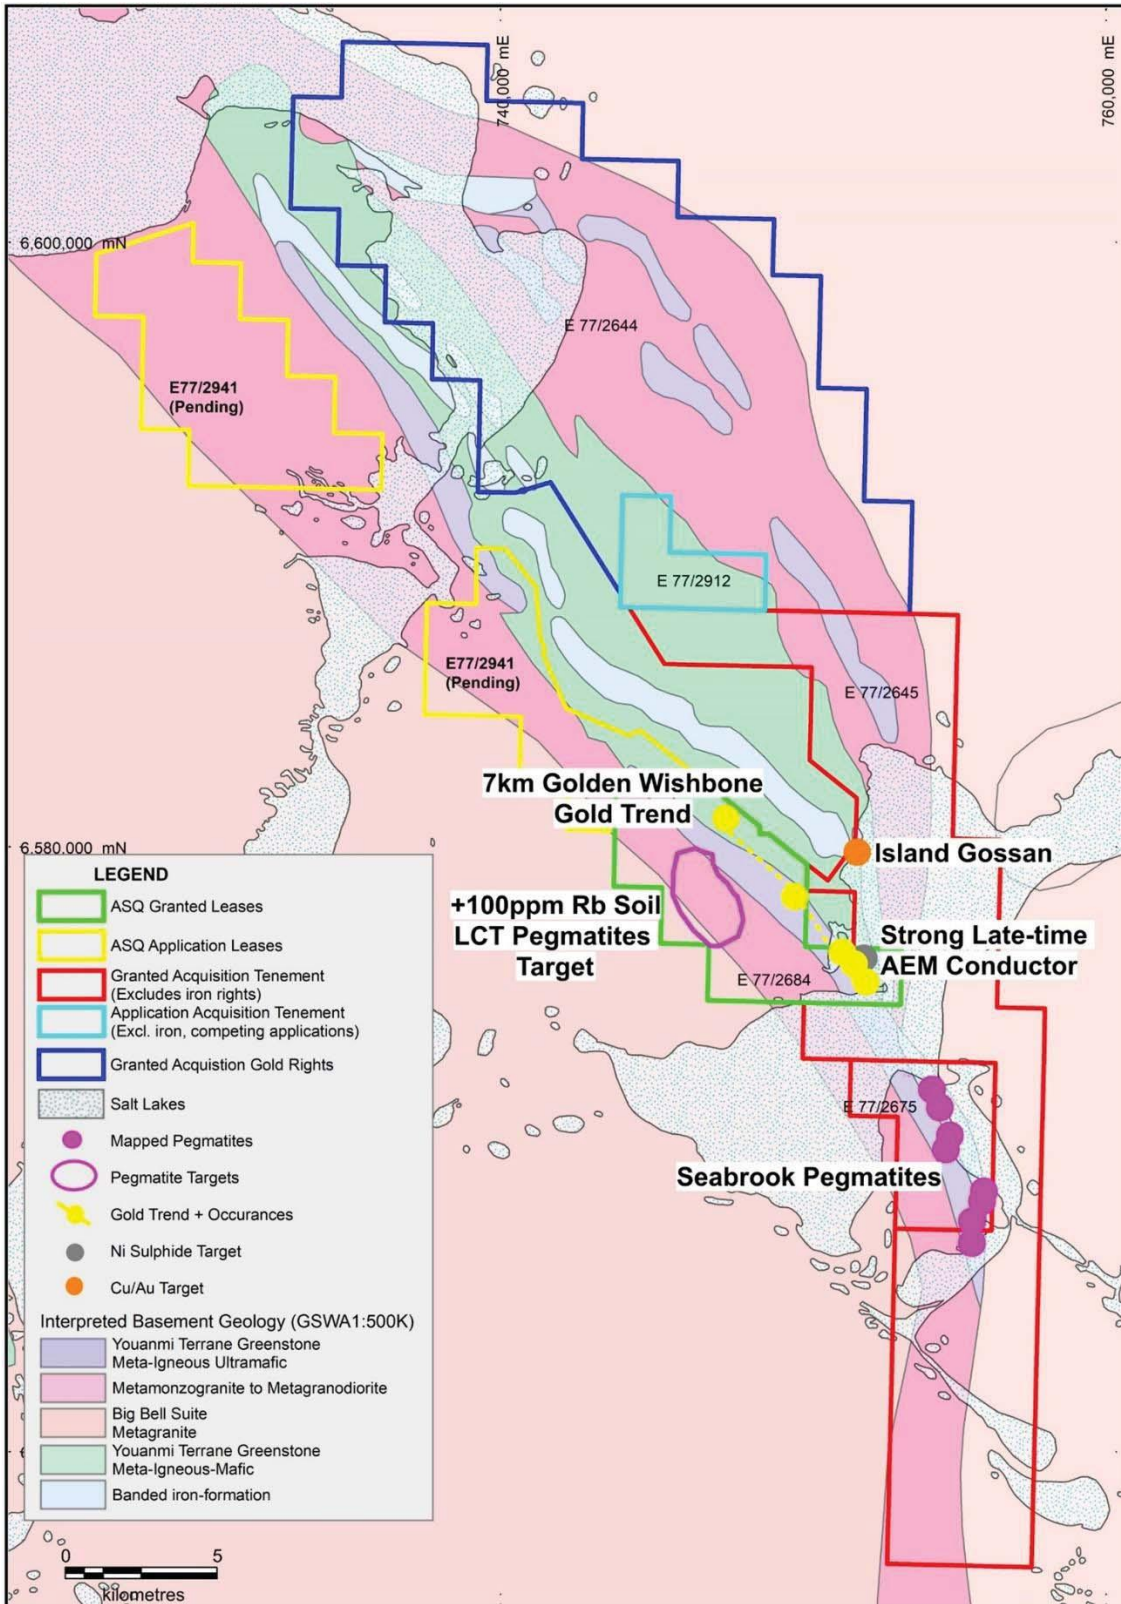 740,000 mE
760,000 mE
6,600,000 mN
E 77/2644
E77/2941
(Pending)
E 77/2912
E77/2941
(Pending)
E 77/2645
7km Golden Wishbone
Gold Trend
6,580,000 mN
Island Gossan
+100ppm Rb Soil
LCT Pegmatites
Target
Strong Late-time
AEM Conductor
E 77/2684
E 77/2675
Seabrook Pegmatites
LEGEND
ASQ Granted Leases
ASQ Application Leases
Granted Acquisition Tenement
(Excludes iron rights)
Application Acquisition Tenement
(Excl. iron, competing applications)
Granted Acquistion Gold Rights
Salt Lakes
Mapped Pegmatites
Pegmatite Targets
Gold Trend + Occurances
Ni Sulphide Target
Cu/Au Target
Interpreted Basement Geology (GSWA1:500K)
Youanmi Terrane Greenstone
Meta-Igneous Ultramafic
Metamonzogranite to Metagranodiorite
Big Bell Suite
Metagranite
Youanmi Terrane Greenstone
Meta-Igneous-Mafic
Banded iron-formation
0 5
kilometres